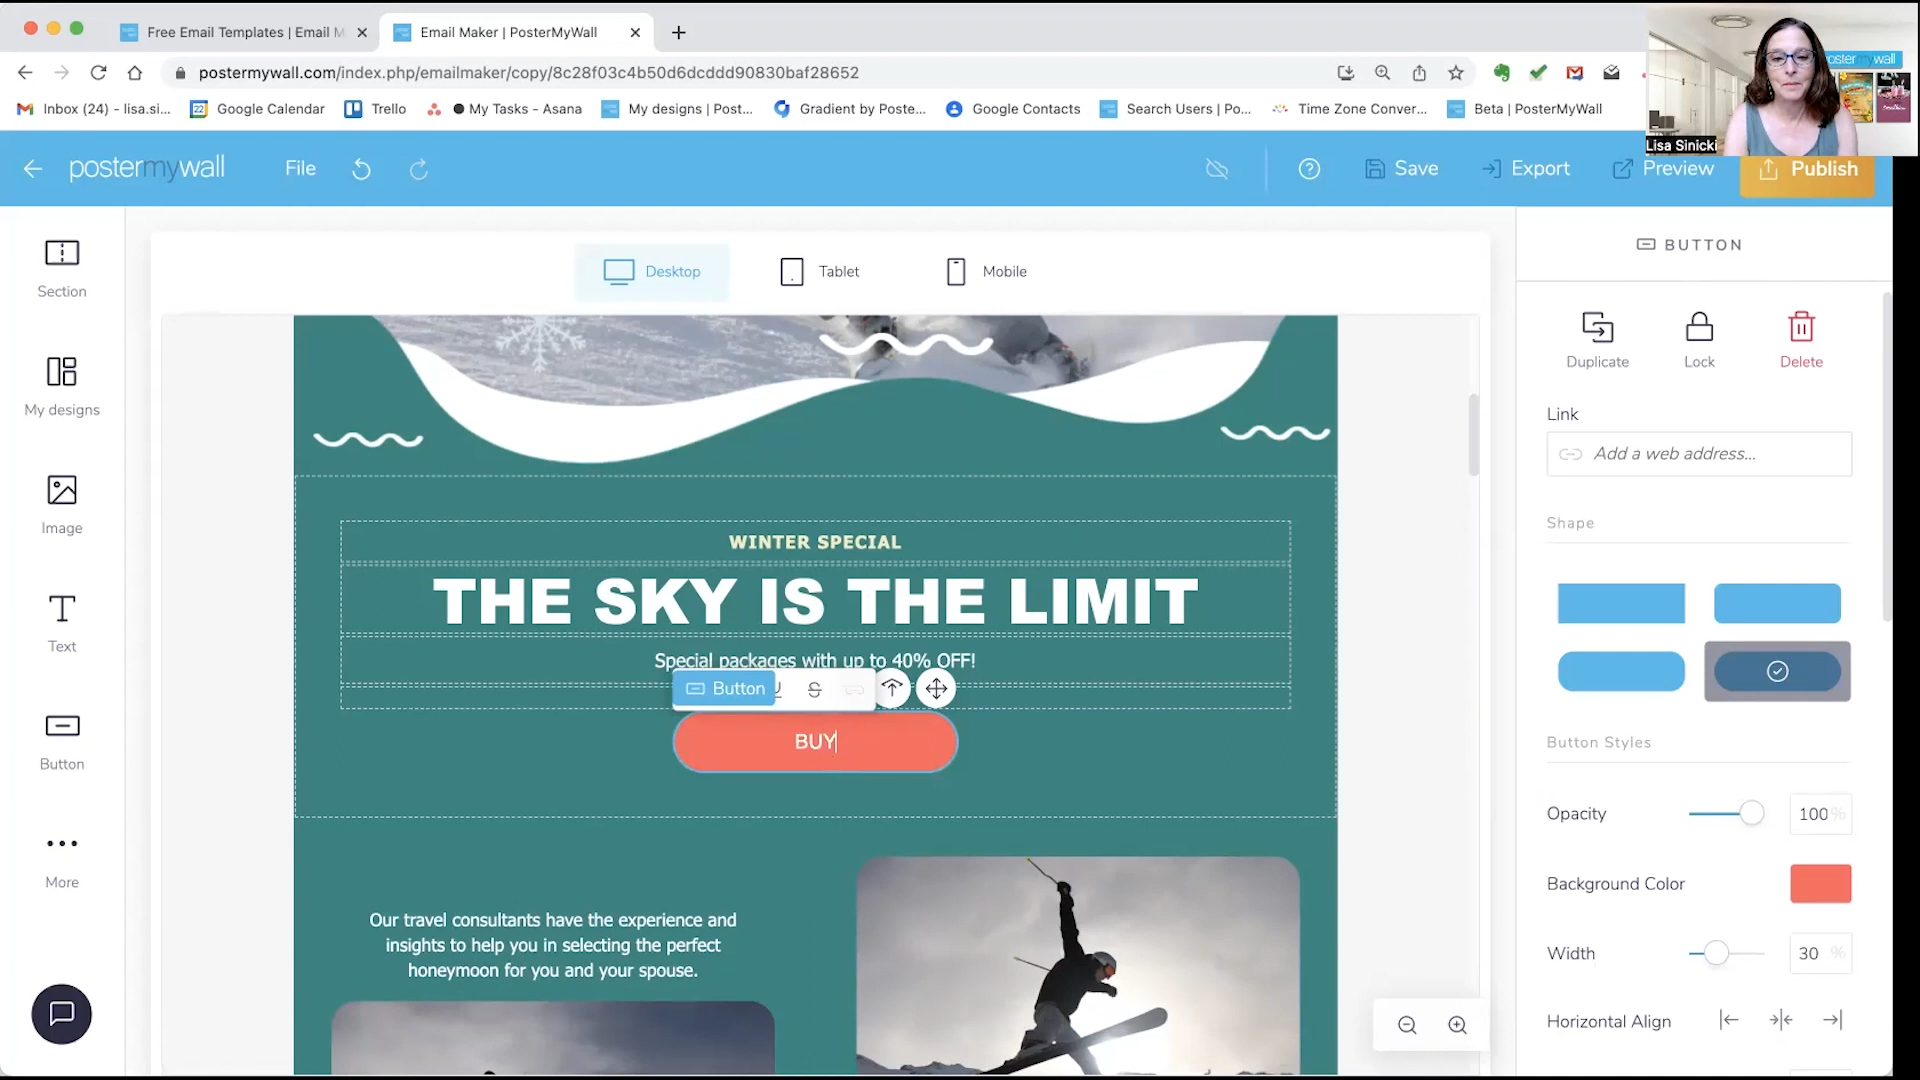 Free Email Templates | Email M
Email Maker | PosterMyWall
postermywall.com/index.php/emailmaker/copy/8c28f03c4b50d6dcddd90830baf28652
Inbox (24) - lisa.si...
Google Calendar
Trello
My Tasks - Asana
My designs | Post...
Gradient by Poste...
Google Contacts
Search Users | Po...
Time Zone Conver...
Beta | PosterMyWall
poster my wall
Lisa Sinicki
postermywall
File
Save
Export
Preview
Publish
Section
My designs
Image
Text
Button
More
Desktop
Tablet
Mobile
WINTER SPECIAL
THE SKY IS THE LIMIT
Special packages with up to 40% OFF!
Button
BUY
Our travel consultants have the experience and
insights to help you in selecting the perfect
honeymoon for you and your spouse.
BUTTON
Duplicate
Lock
Delete
Link
Add a web address...
Shape
Button Styles
Opacity
100 %
Background Color
Width
30 %
Horizontal Align